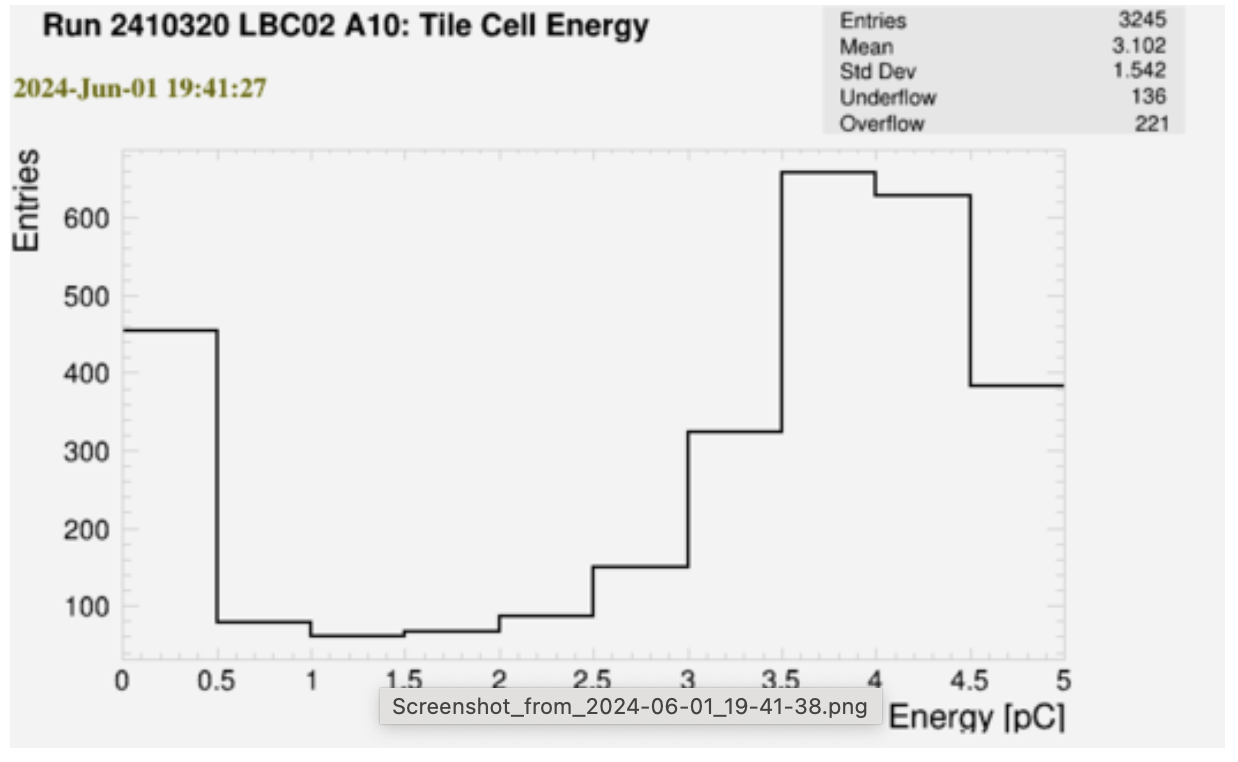 Run 2410320 LBC02 A10: Tile Cell Energy
2024-Jun-01 19:41:27
Entries 3245
Mean 3.102
Std Dev 1.542
Underflow 136
Overflow 221
Entries
600
500
400
300
200
100
0 0.5 1 1.5 2 2.5 3 3.5 4 4.5 5
Screenshot_from_2024-06-01_19-41-38.png
Energy [pC]